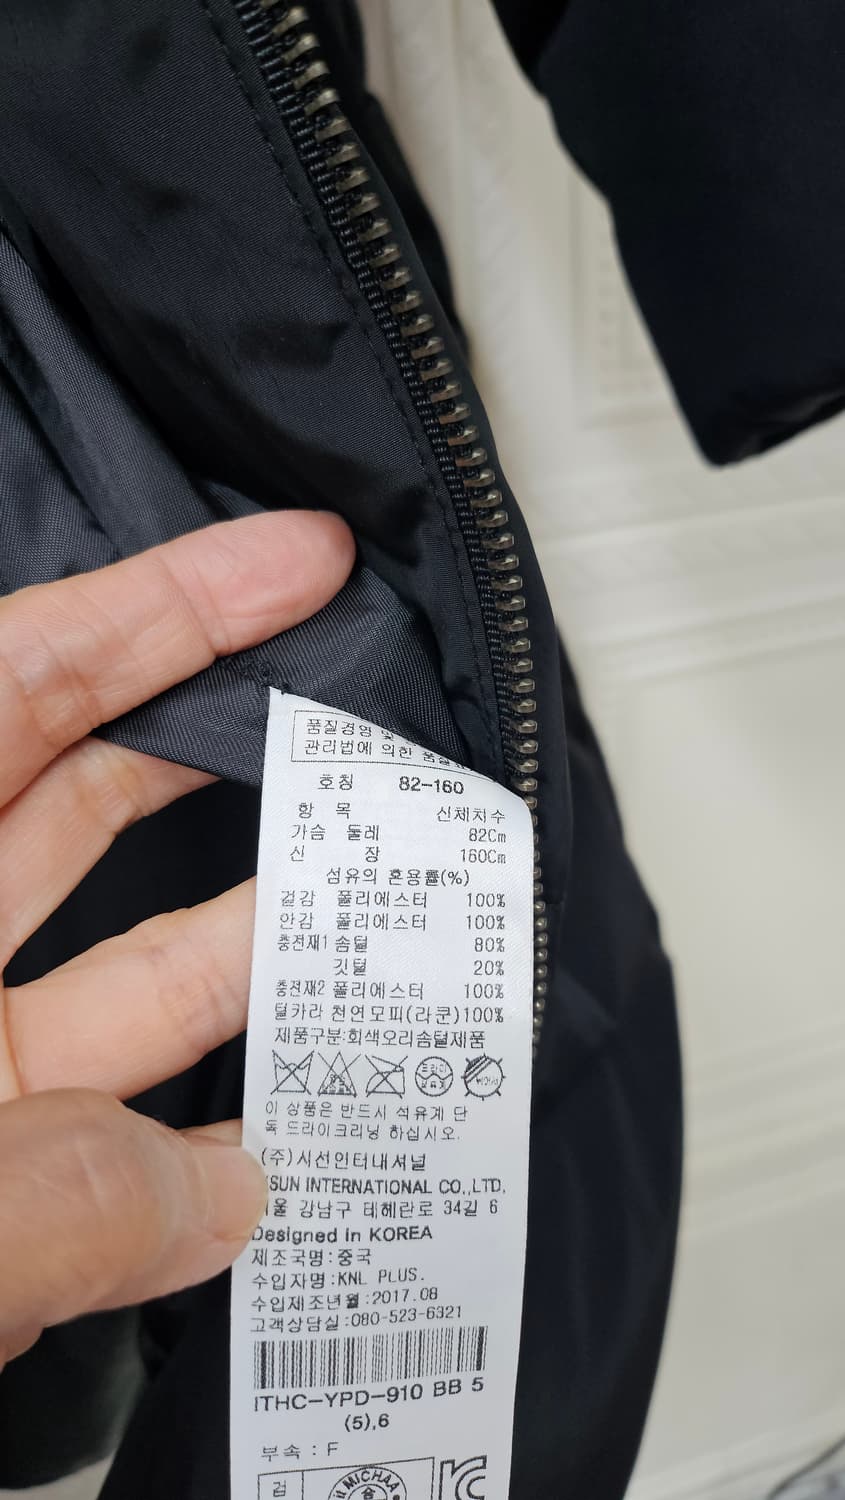 품질경영 및
관리법에 의한 품질
호칭 82-160
항 목 신체치수
가슴 둘레 82Cm
신 장 160Cm
섬유의 혼용률(%)
겉감 폴리에스터 100%
안감 폴리에스터 100%
충전재1 솜털 80%
깃털 20%
충전재2 폴리에스터 100%
털카라 천연모피(라쿤)100%
제품구분:회색오리솜털제품
이 상품은 반드시 석유계 단
독 드라이크리닝 하십시오.
(주)시선인터내셔널
SUN INTERNATIONAL CO.,LTD.
울 강남구 테헤란로 34길 6
Designed in KOREA
제조국명:중국
수입자명:KNL PLUS.
수입제조년월:2017.08
고객상담실:080-523-6321
ITHC-YPD-910 BB 5
(5),6
부속 : F
검 MICHAA